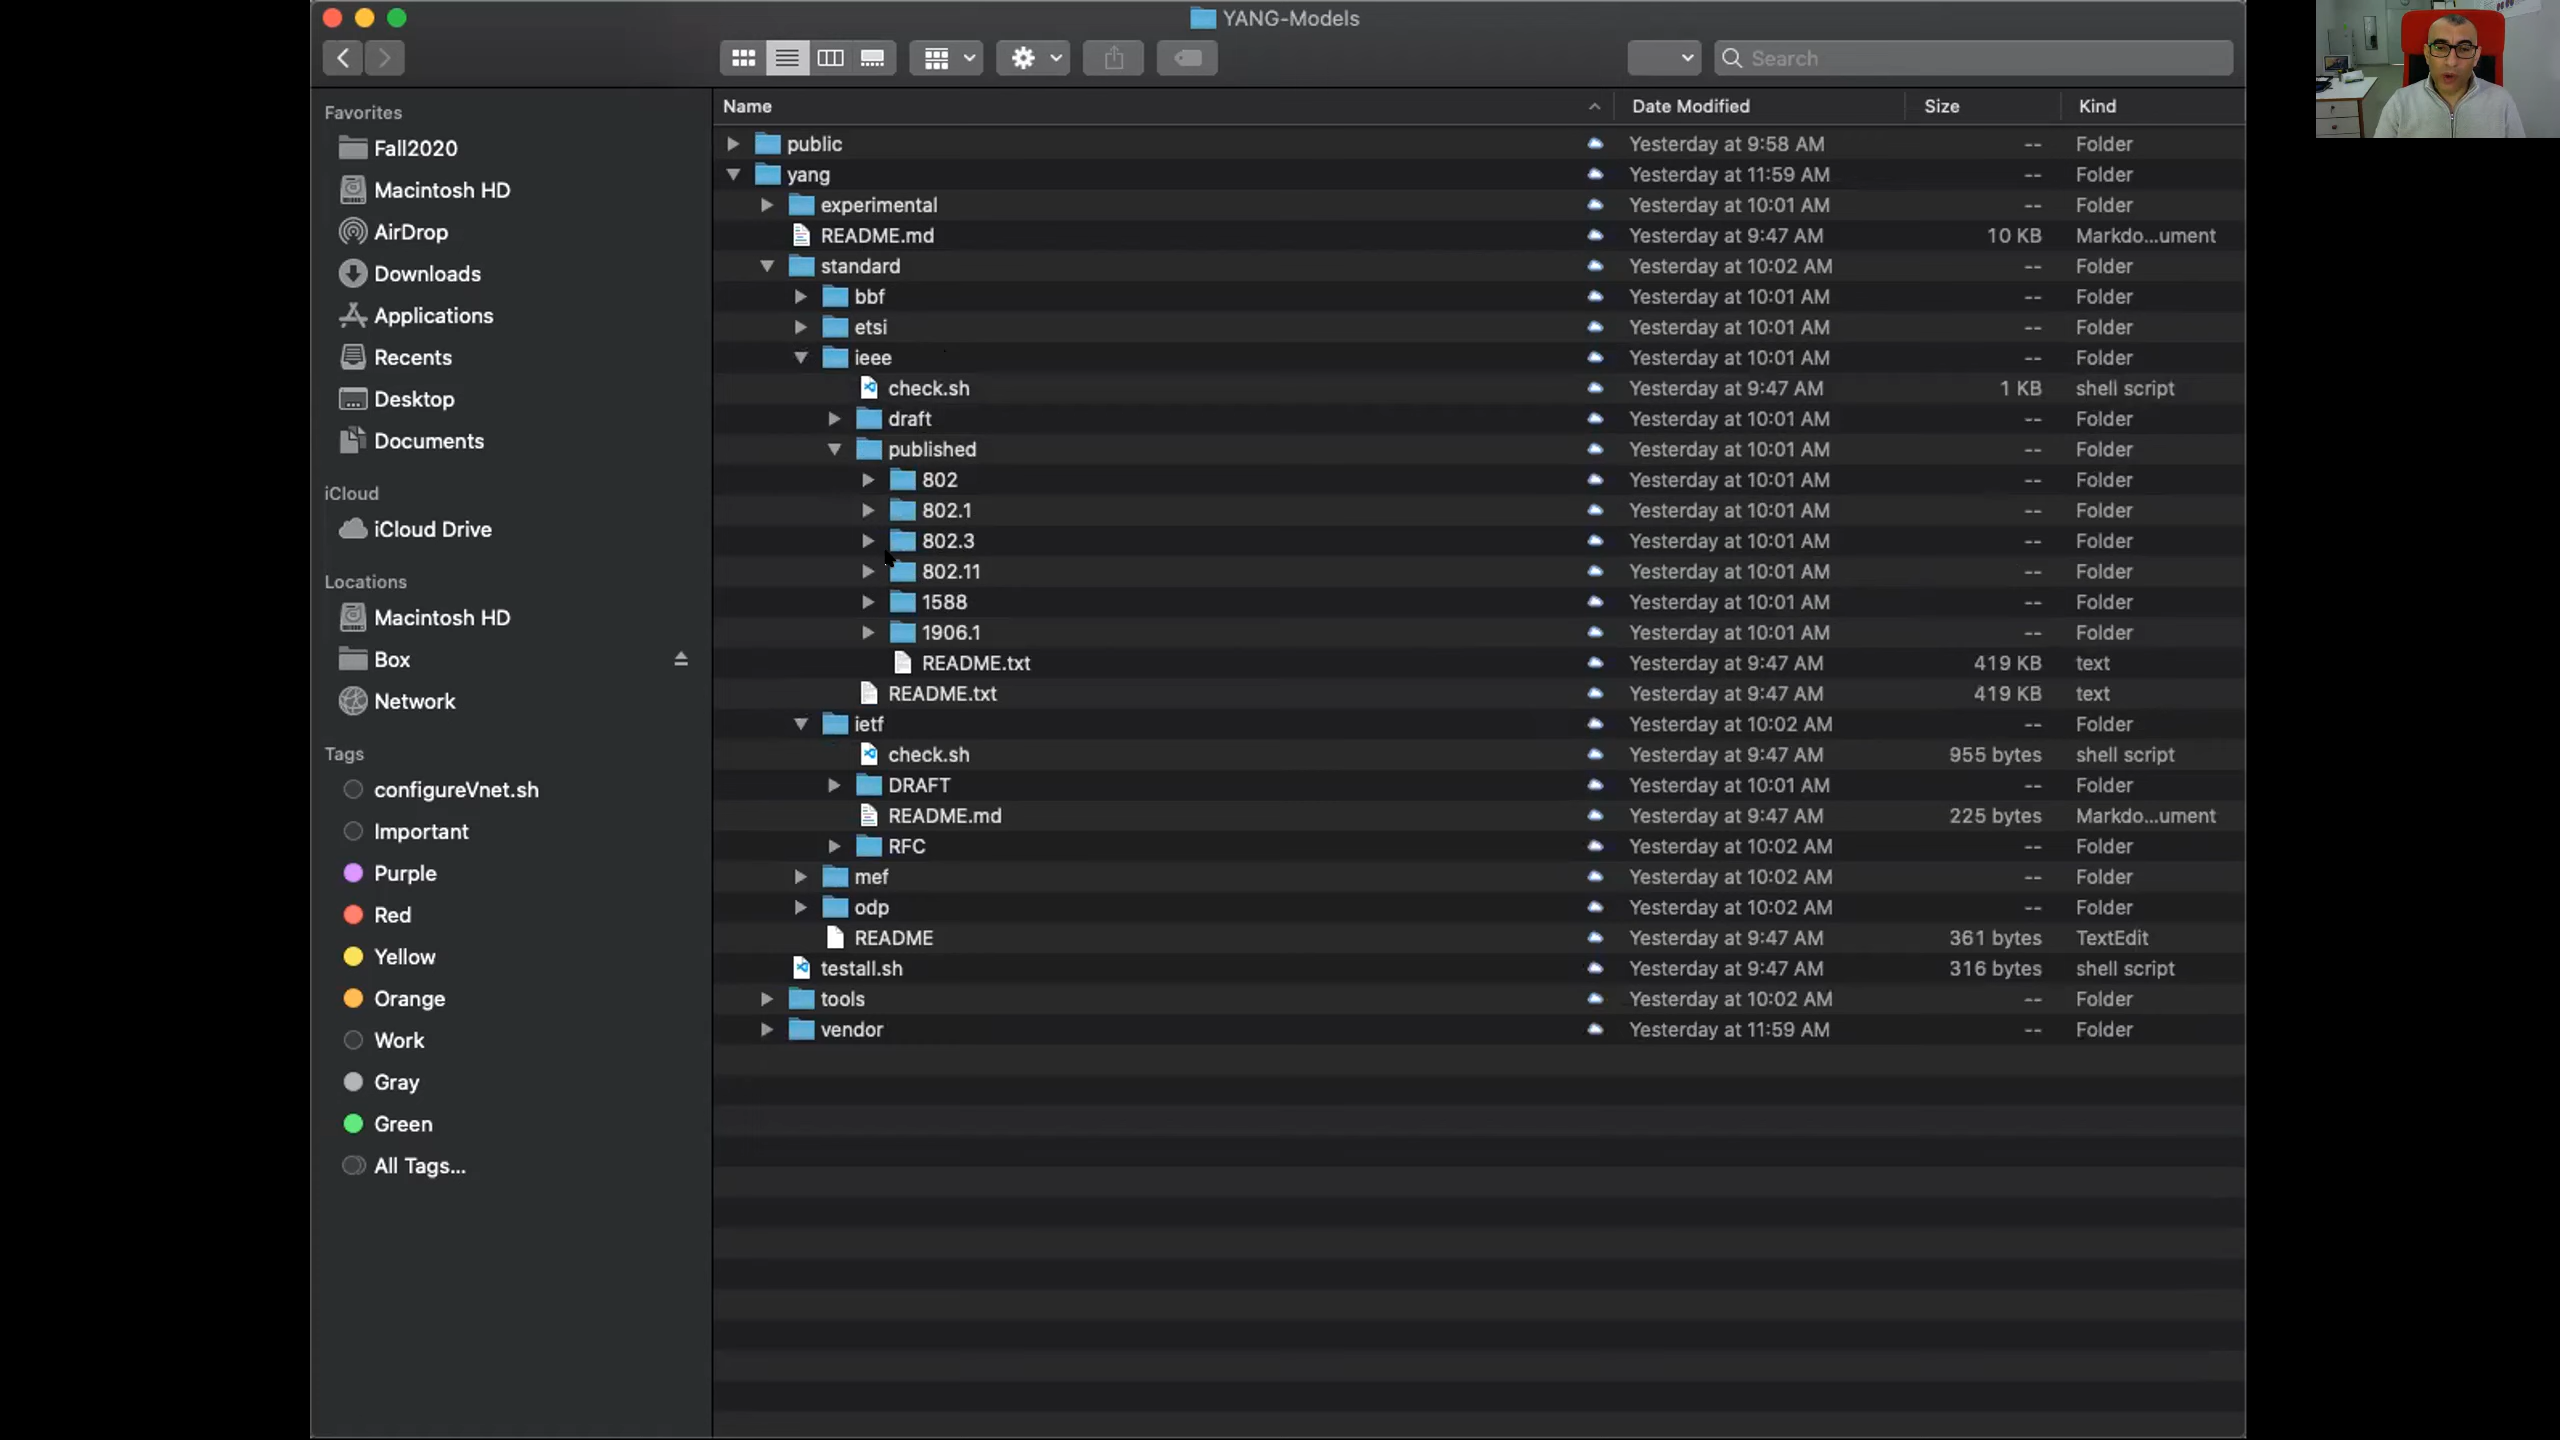 YANG-Models
Search
Favorites
Fall2020
Macintosh HD
AirDrop
Downloads
Applications
Recents
Desktop
Documents
iCloud
iCloud Drive
Locations
Macintosh HD
Box
Network
Tags
configureVnet.sh
Important
Purple
Red
Yellow
Orange
Work
Gray
Green
All Tags...
Name Date Modified Size Kind
public Yesterday at 9:58 AM -- Folder
yang Yesterday at 11:59 AM -- Folder
experimental Yesterday at 10:01 AM -- Folder
README.md Yesterday at 9:47 AM 10 KB Markdo...ument
standard Yesterday at 10:02 AM -- Folder
bbf Yesterday at 10:01 AM -- Folder
etsi Yesterday at 10:01 AM -- Folder
ieee Yesterday at 10:01 AM -- Folder
check.sh Yesterday at 9:47 AM 1 KB shell script
draft Yesterday at 10:01 AM -- Folder
published Yesterday at 10:01 AM -- Folder
802 Yesterday at 10:01 AM -- Folder
802.1 Yesterday at 10:01 AM -- Folder
802.3 Yesterday at 10:01 AM -- Folder
802.11 Yesterday at 10:01 AM -- Folder
1588 Yesterday at 10:01 AM -- Folder
1906.1 Yesterday at 10:01 AM -- Folder
README.txt Yesterday at 9:47 AM 419 KB text
README.txt Yesterday at 9:47 AM 419 KB text
ietf Yesterday at 10:02 AM -- Folder
check.sh Yesterday at 9:47 AM 955 bytes shell script
DRAFT Yesterday at 10:01 AM -- Folder
README.md Yesterday at 9:47 AM 225 bytes Markdo...ument
RFC Yesterday at 10:02 AM -- Folder
mef Yesterday at 10:02 AM -- Folder
odp Yesterday at 10:02 AM -- Folder
README Yesterday at 9:47 AM 361 bytes TextEdit
testall.sh Yesterday at 9:47 AM 316 bytes shell script
tools Yesterday at 10:02 AM -- Folder
vendor Yesterday at 11:59 AM -- Folder